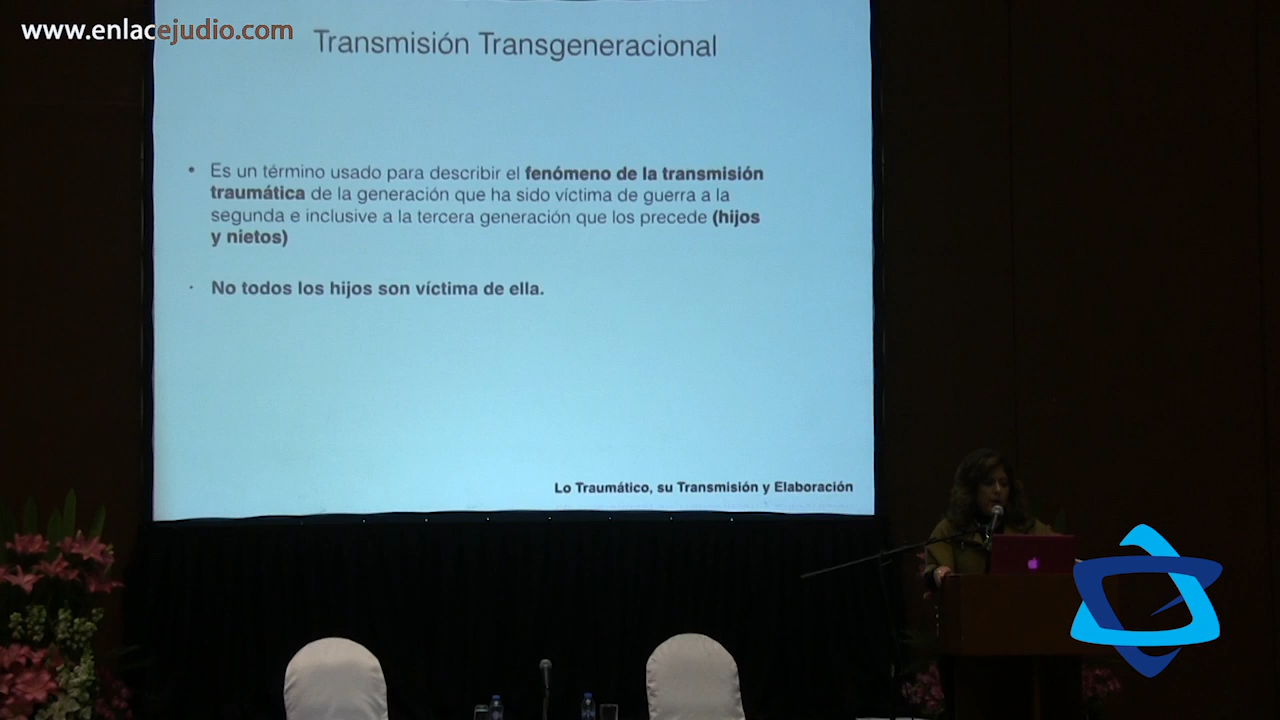 www.enlacejudio.com
Transmisión Transgeneracional
• Es un término usado para describir el fenómeno de la transmisión
traumática de la generación que ha sido víctima de guerra a la
segunda e inclusive a la tercera generación que los precede (hijos
y nietos)
· No todos los hijos son víctima de ella.
Lo Traumático, su Transmisión y Elaboración